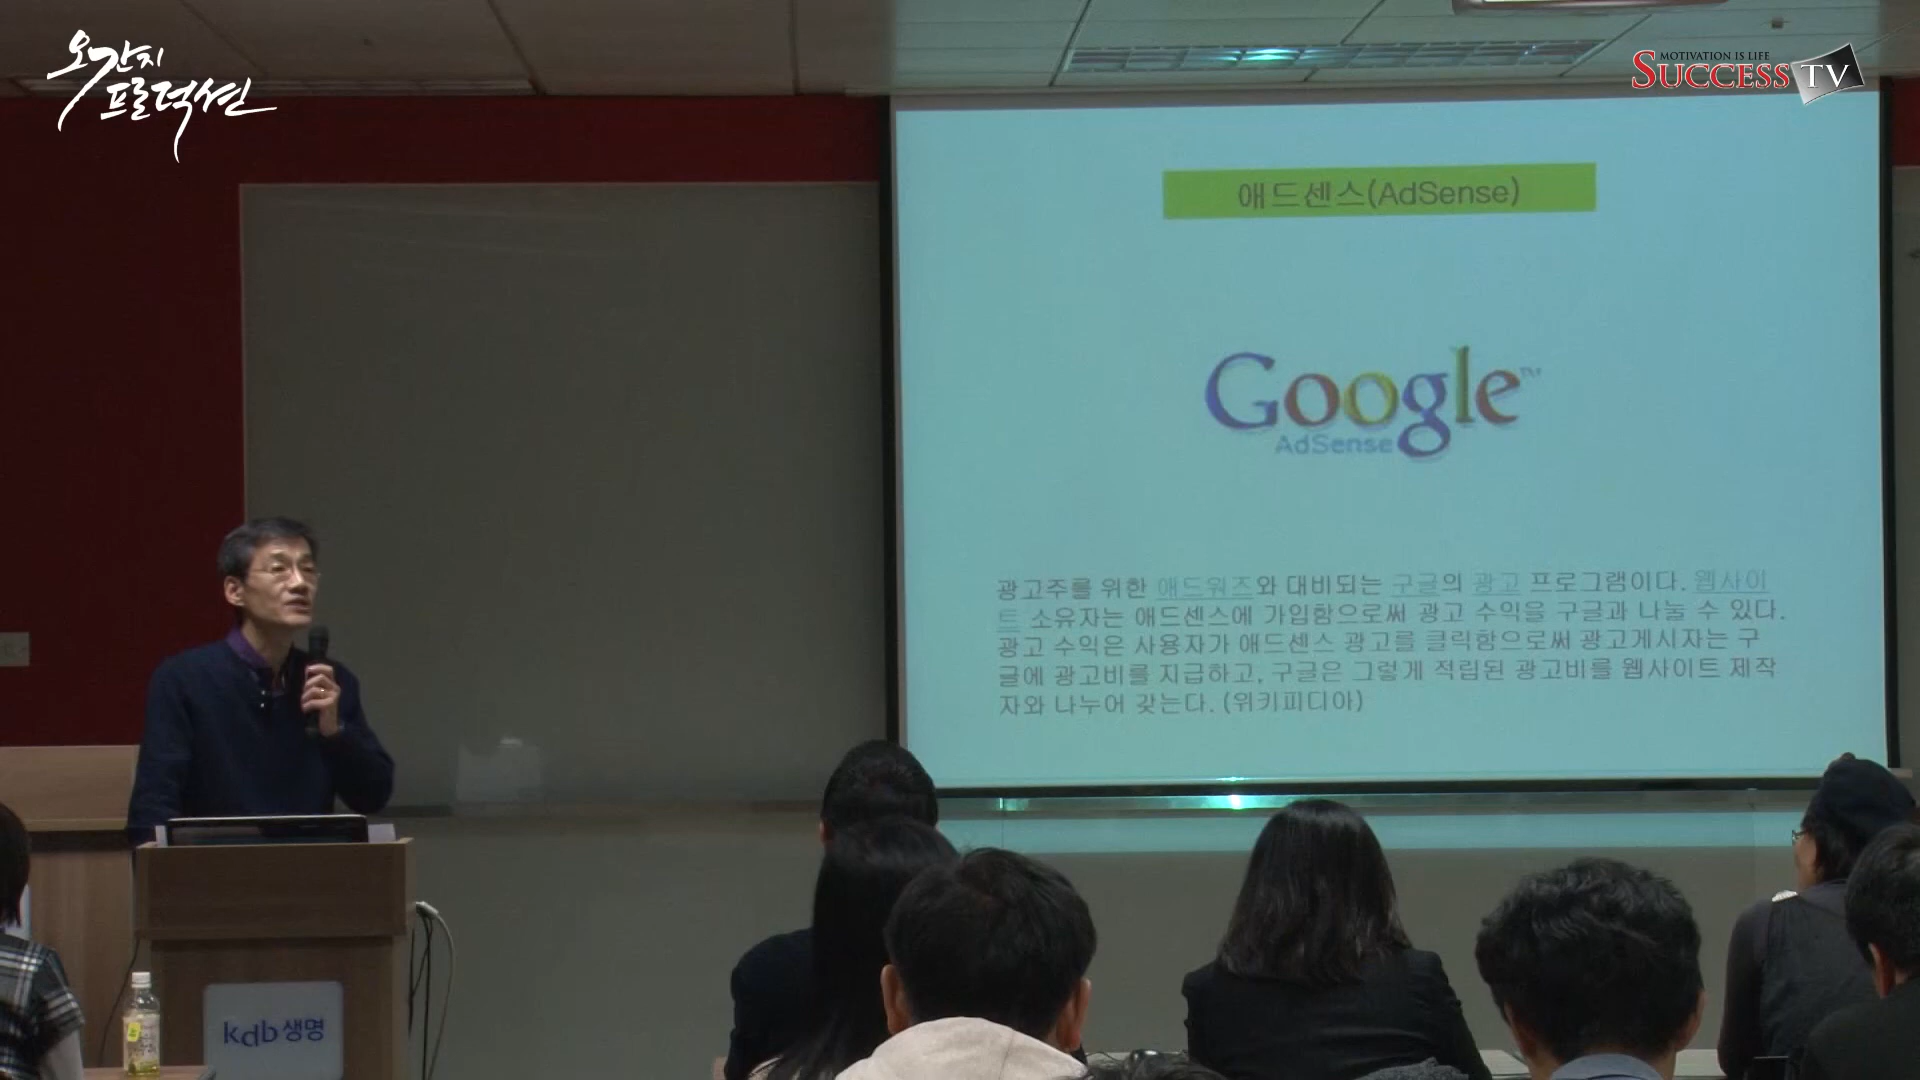 오간지
프로덕션
MOTIVATION IS LIFE
SUCCESS TV
애드센스(AdSense)
Google™
AdSense
광고주를 위한 애드워즈와 대비되는 구글의 광고 프로그램이다. 웹사이
트 소유자는 애드센스에 가입함으로써 광고 수익을 구글과 나눌 수 있다.
광고 수익은 사용자가 애드센스 광고를 클릭함으로써 광고게시자는 구
글에 광고비를 지급하고, 구글은 그렇게 적립된 광고비를 웹사이트 제작
자와 나누어 갖는다. (위키피디아)
kdb생명